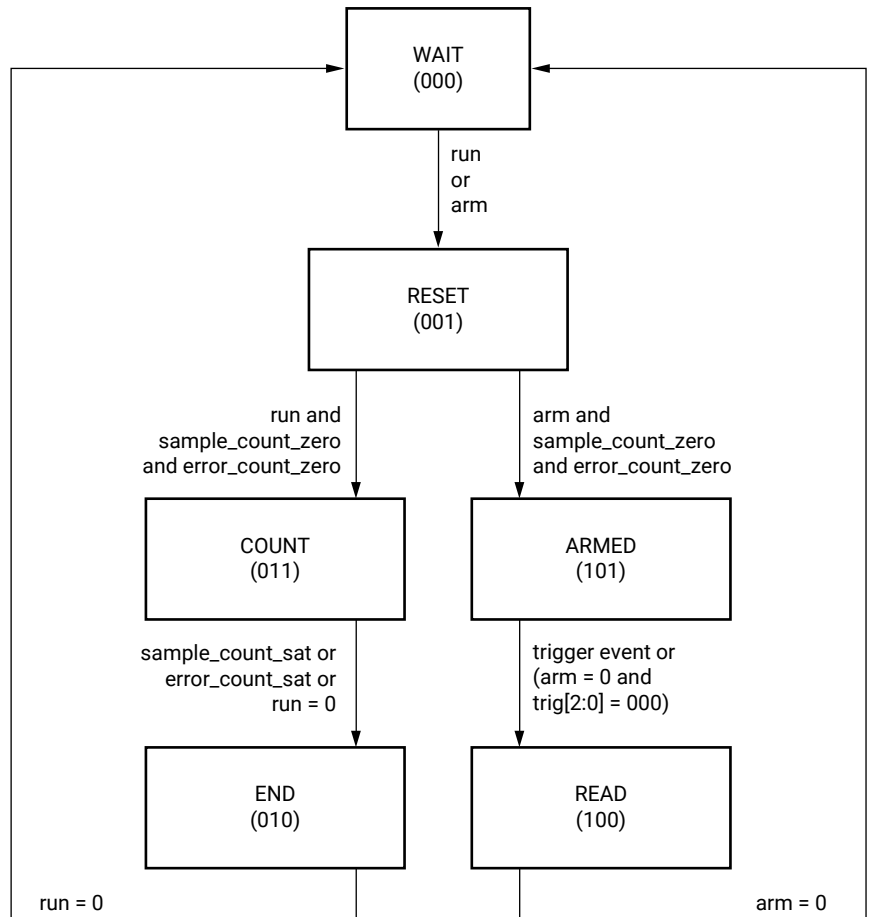 WAIT
(000)
run
or
arm
RESET
(001)
run and
sample_count_zero
and error_count_zero
arm and
sample_count_zero
and error_count_zero
COUNT
(011)
ARMED
(101)
sample_count_sat or
error_count_sat or
run = 0
trigger event or
(arm = 0 and
trig[2:0] = 000)
END
(010)
READ
(100)
run = 0
arm = 0